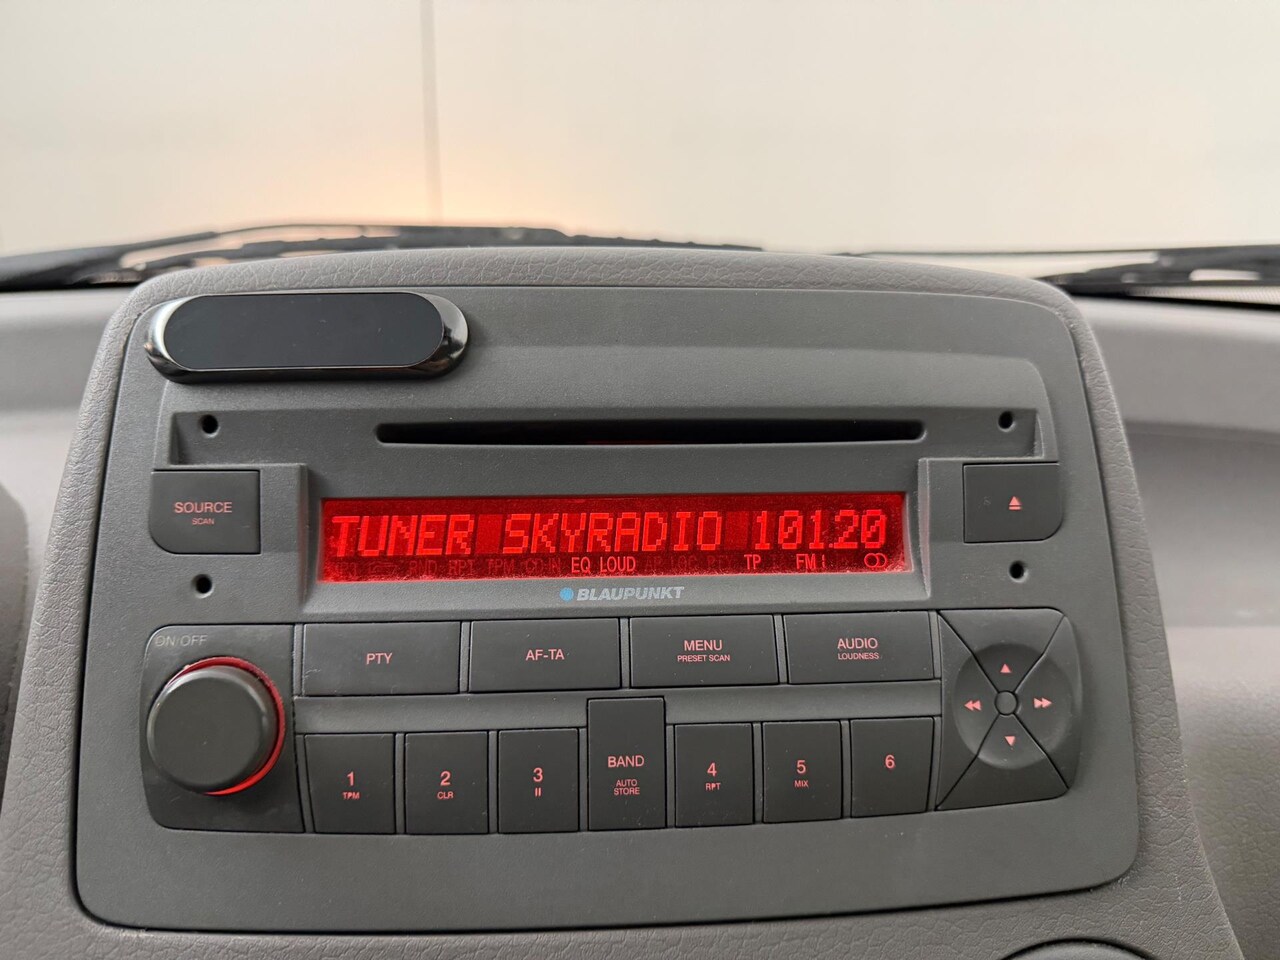 SOURCE
SCAN
TUNER SKYRADIO 101.20
EQ LOUD TP FM I
BLAUPUNKT
ON/OFF
PTY
AF-TA
MENU
PRESET SCAN
AUDIO
LOUDNESS
1
TPM
2
CLR
3
BAND
AUTO
STORE
4
RPT
5
MIX
6